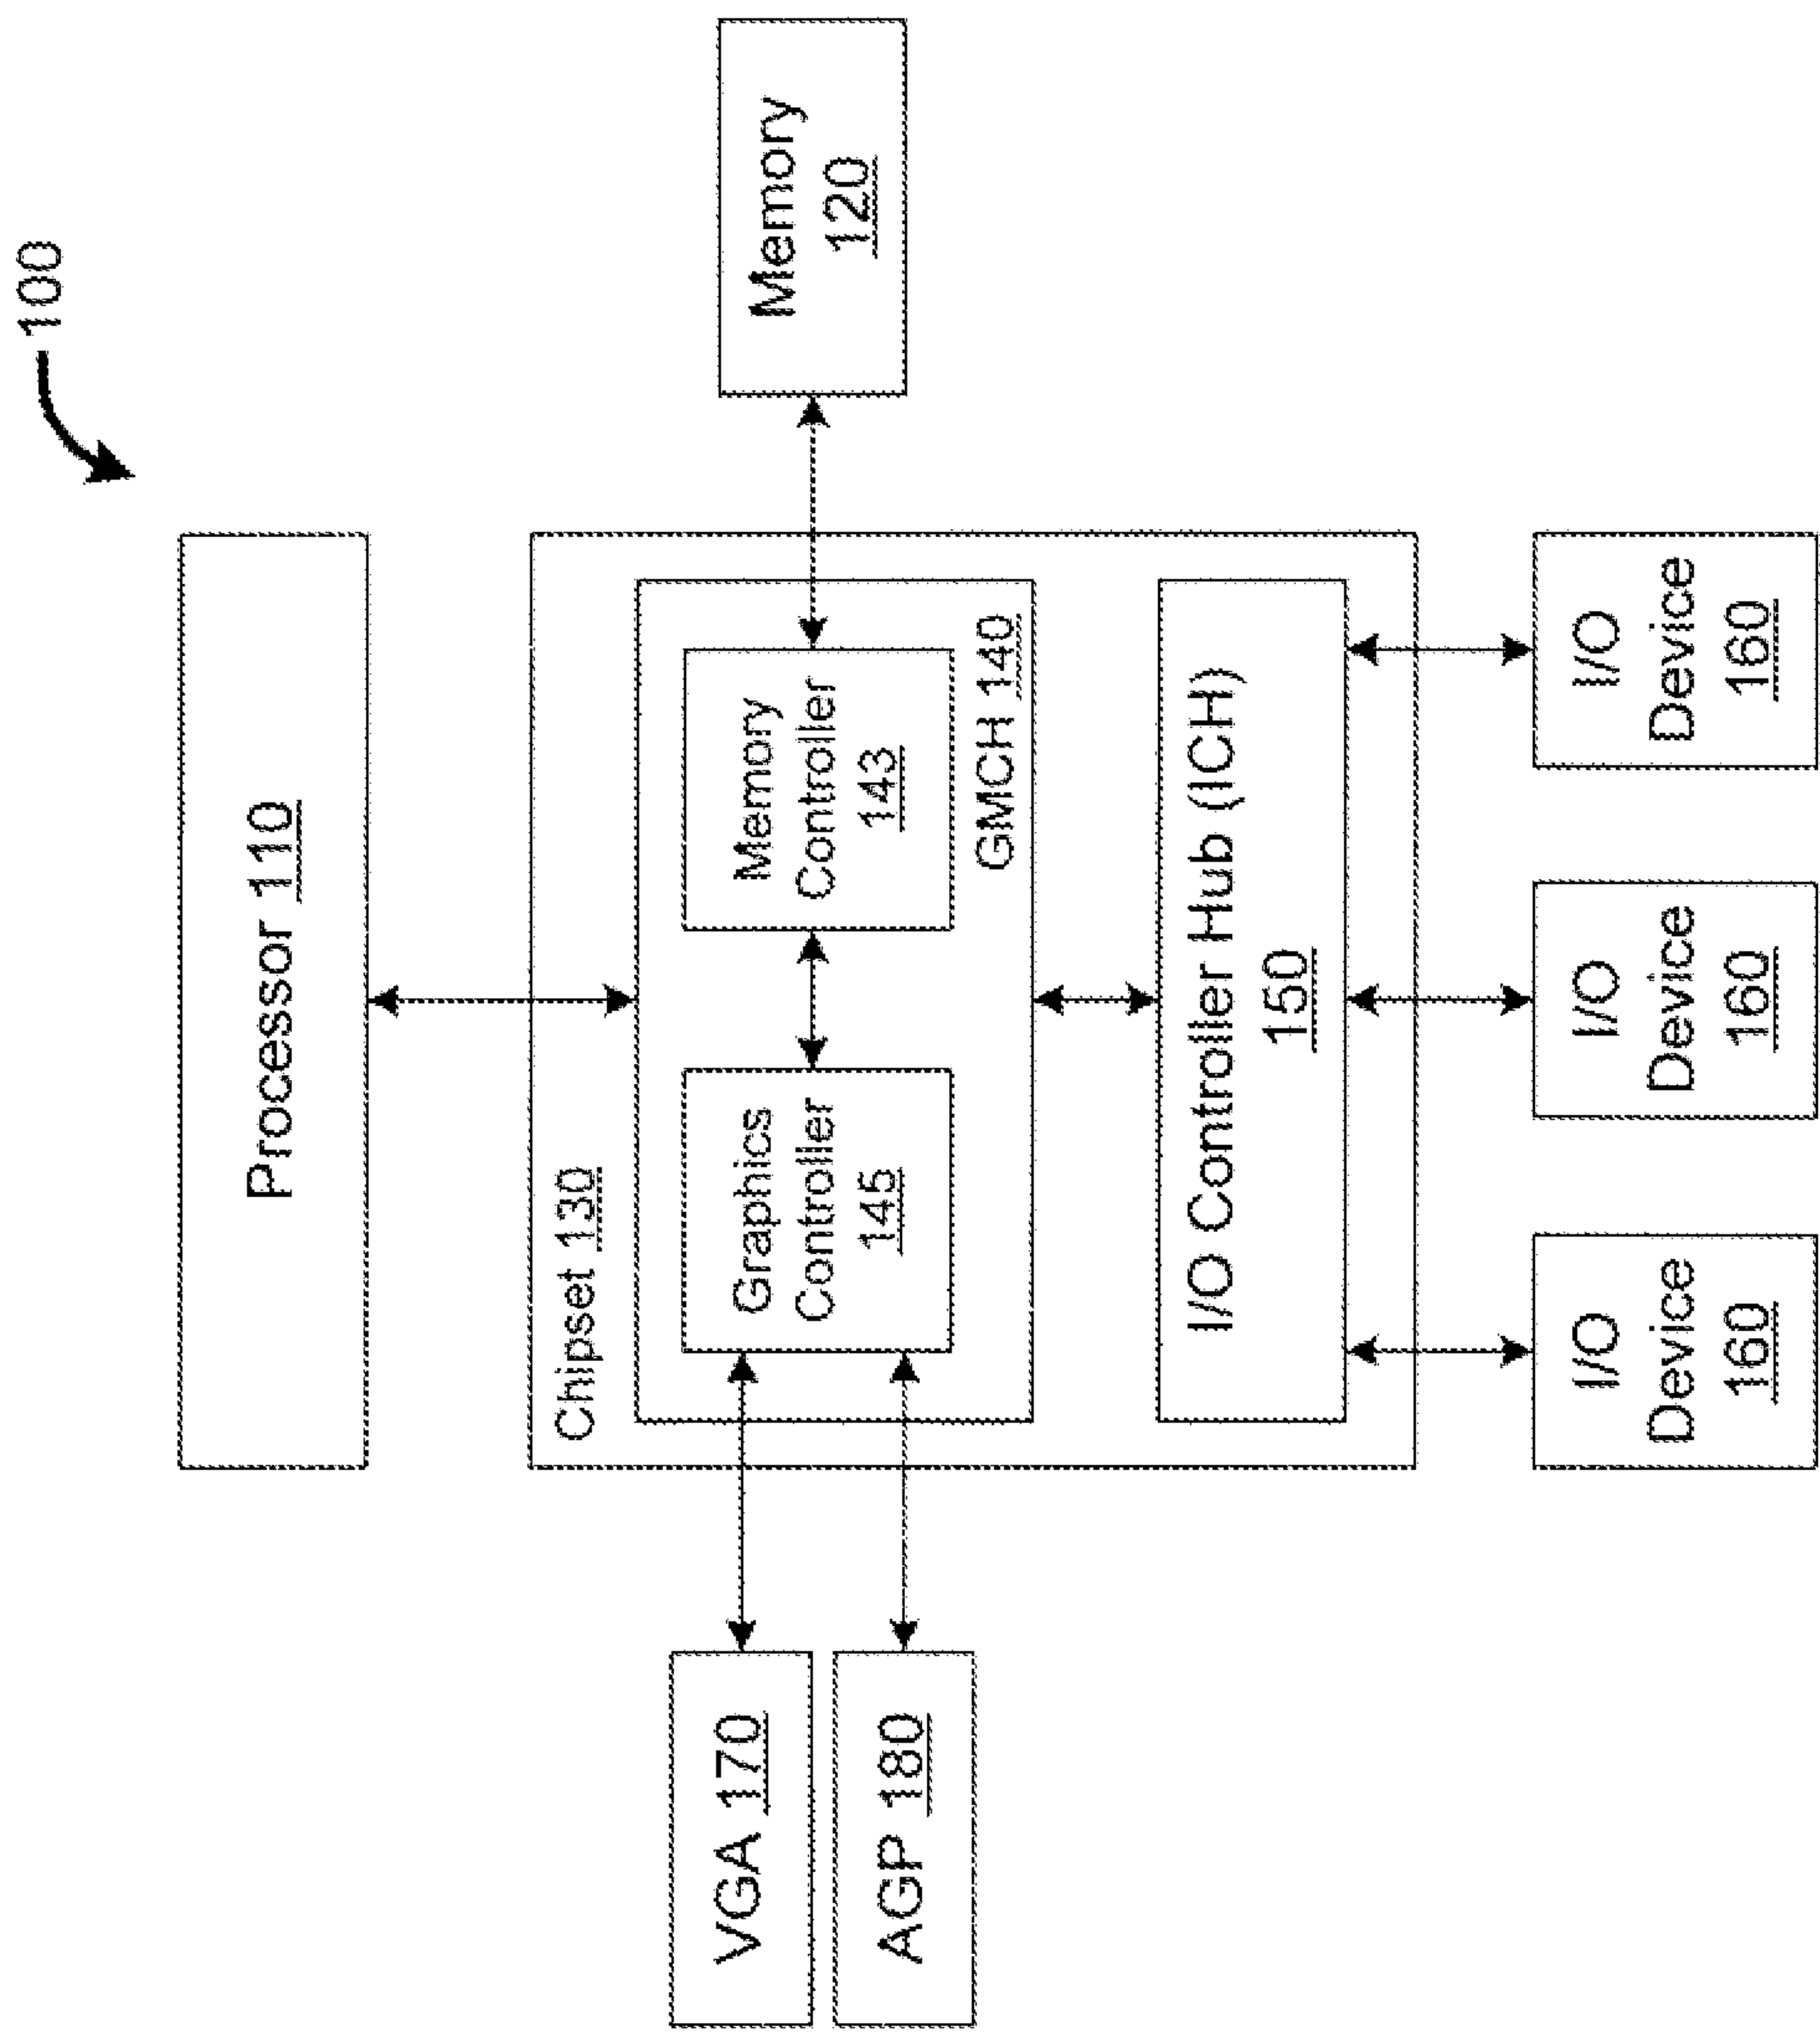 100
Processor 110
Chipset 130
Graphics
Controller
145
Memory
Controller
143
GMCH 140
Memory
120
VGA 170
AGP 180
I/O Controller Hub (ICH)
150
I/O
Device
160
I/O
Device
160
I/O
Device
160